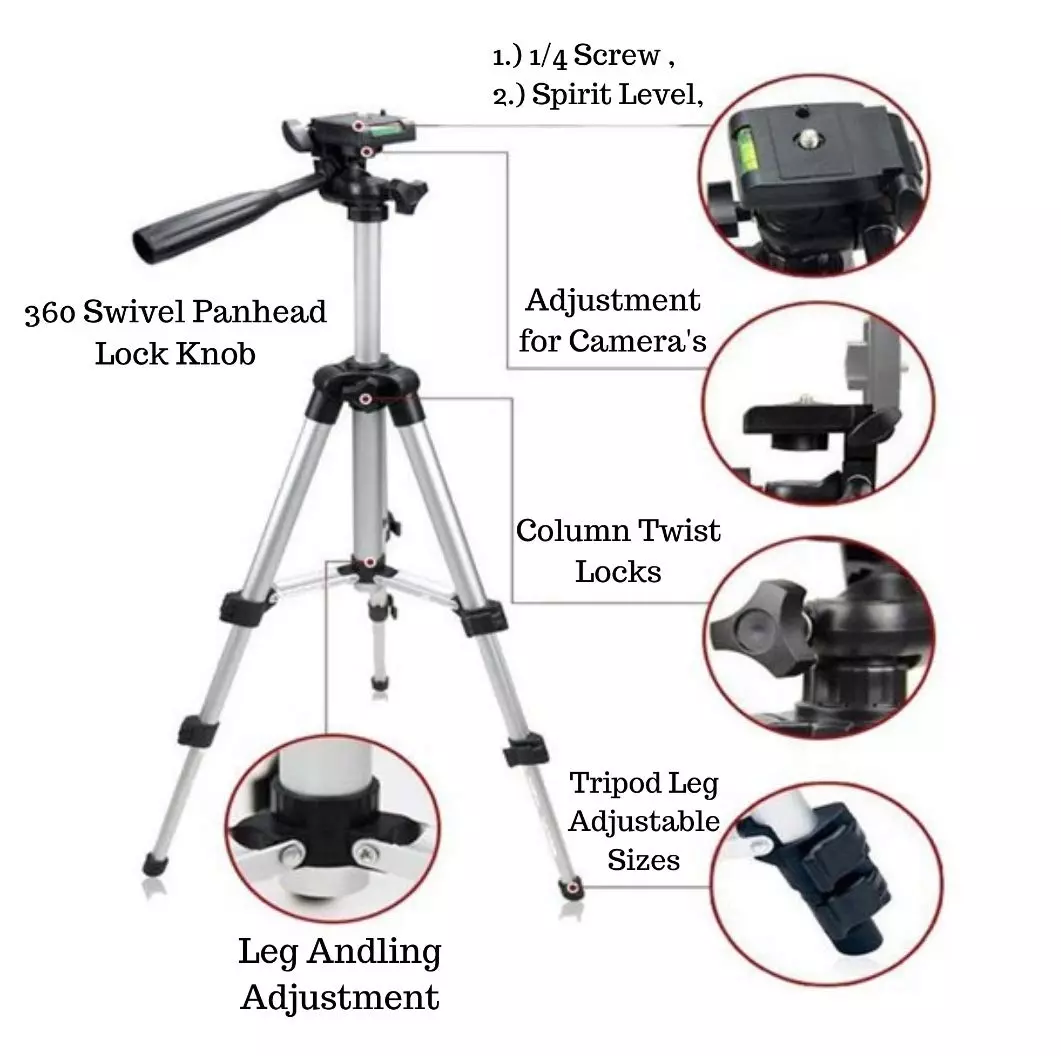 1.) 1/4 Screw ,
2.) Spirit Level,
Adjustment
for Camera's
360 Swivel Panhead
Lock Knob
Column Twist
Locks
Tripod Leg
Adjustable
Sizes
Leg Andling
Adjustment